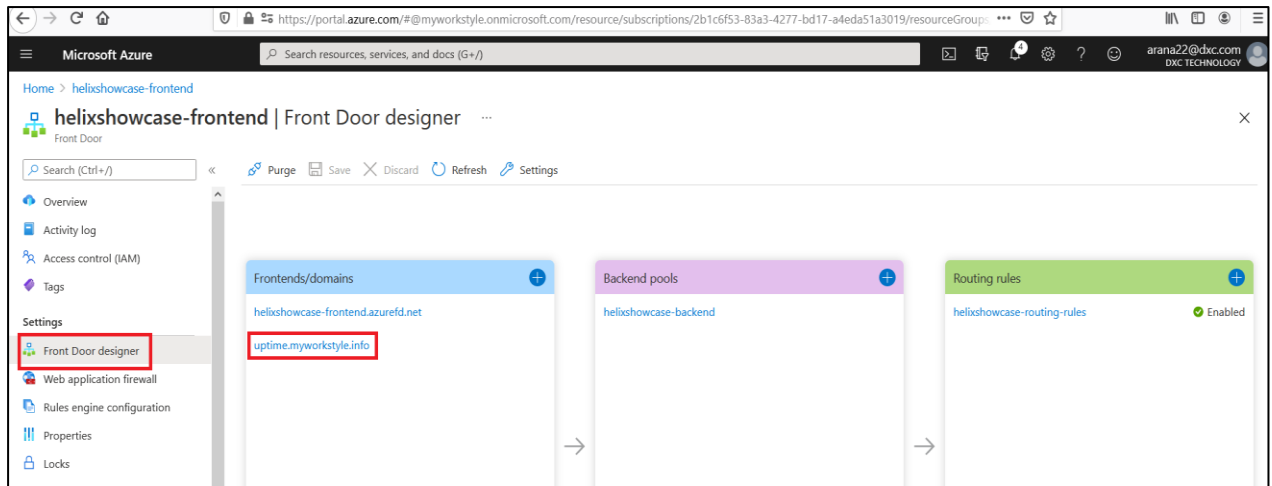 https://portal.azure.com/#@myworkstyle.onmicrosoft.com/resource/subscriptions/2b1c6f53-83a3-4277-bd17-a4eda51a3019/resourceGroups
Microsoft Azure
Search resources, services, and docs (G+/)
4
arana22@dxc.com
DXC TECHNOLOGY
Home > helixshowcase-frontend
helixshowcase-frontend | Front Door designer ...
Front Door
Search (Ctrl+/)
«
Purge Save Discard Refresh Settings
Overview
Activity log
Access control (IAM)
Tags
Settings
Front Door designer
Web application firewall
Rules engine configuration
Properties
Locks
Frontends/domains
helixshowcase-frontend.azurefd.net
uptime.myworkstyle.info
Backend pools
helixshowcase-backend
Routing rules
helixshowcase-routing-rules Enabled